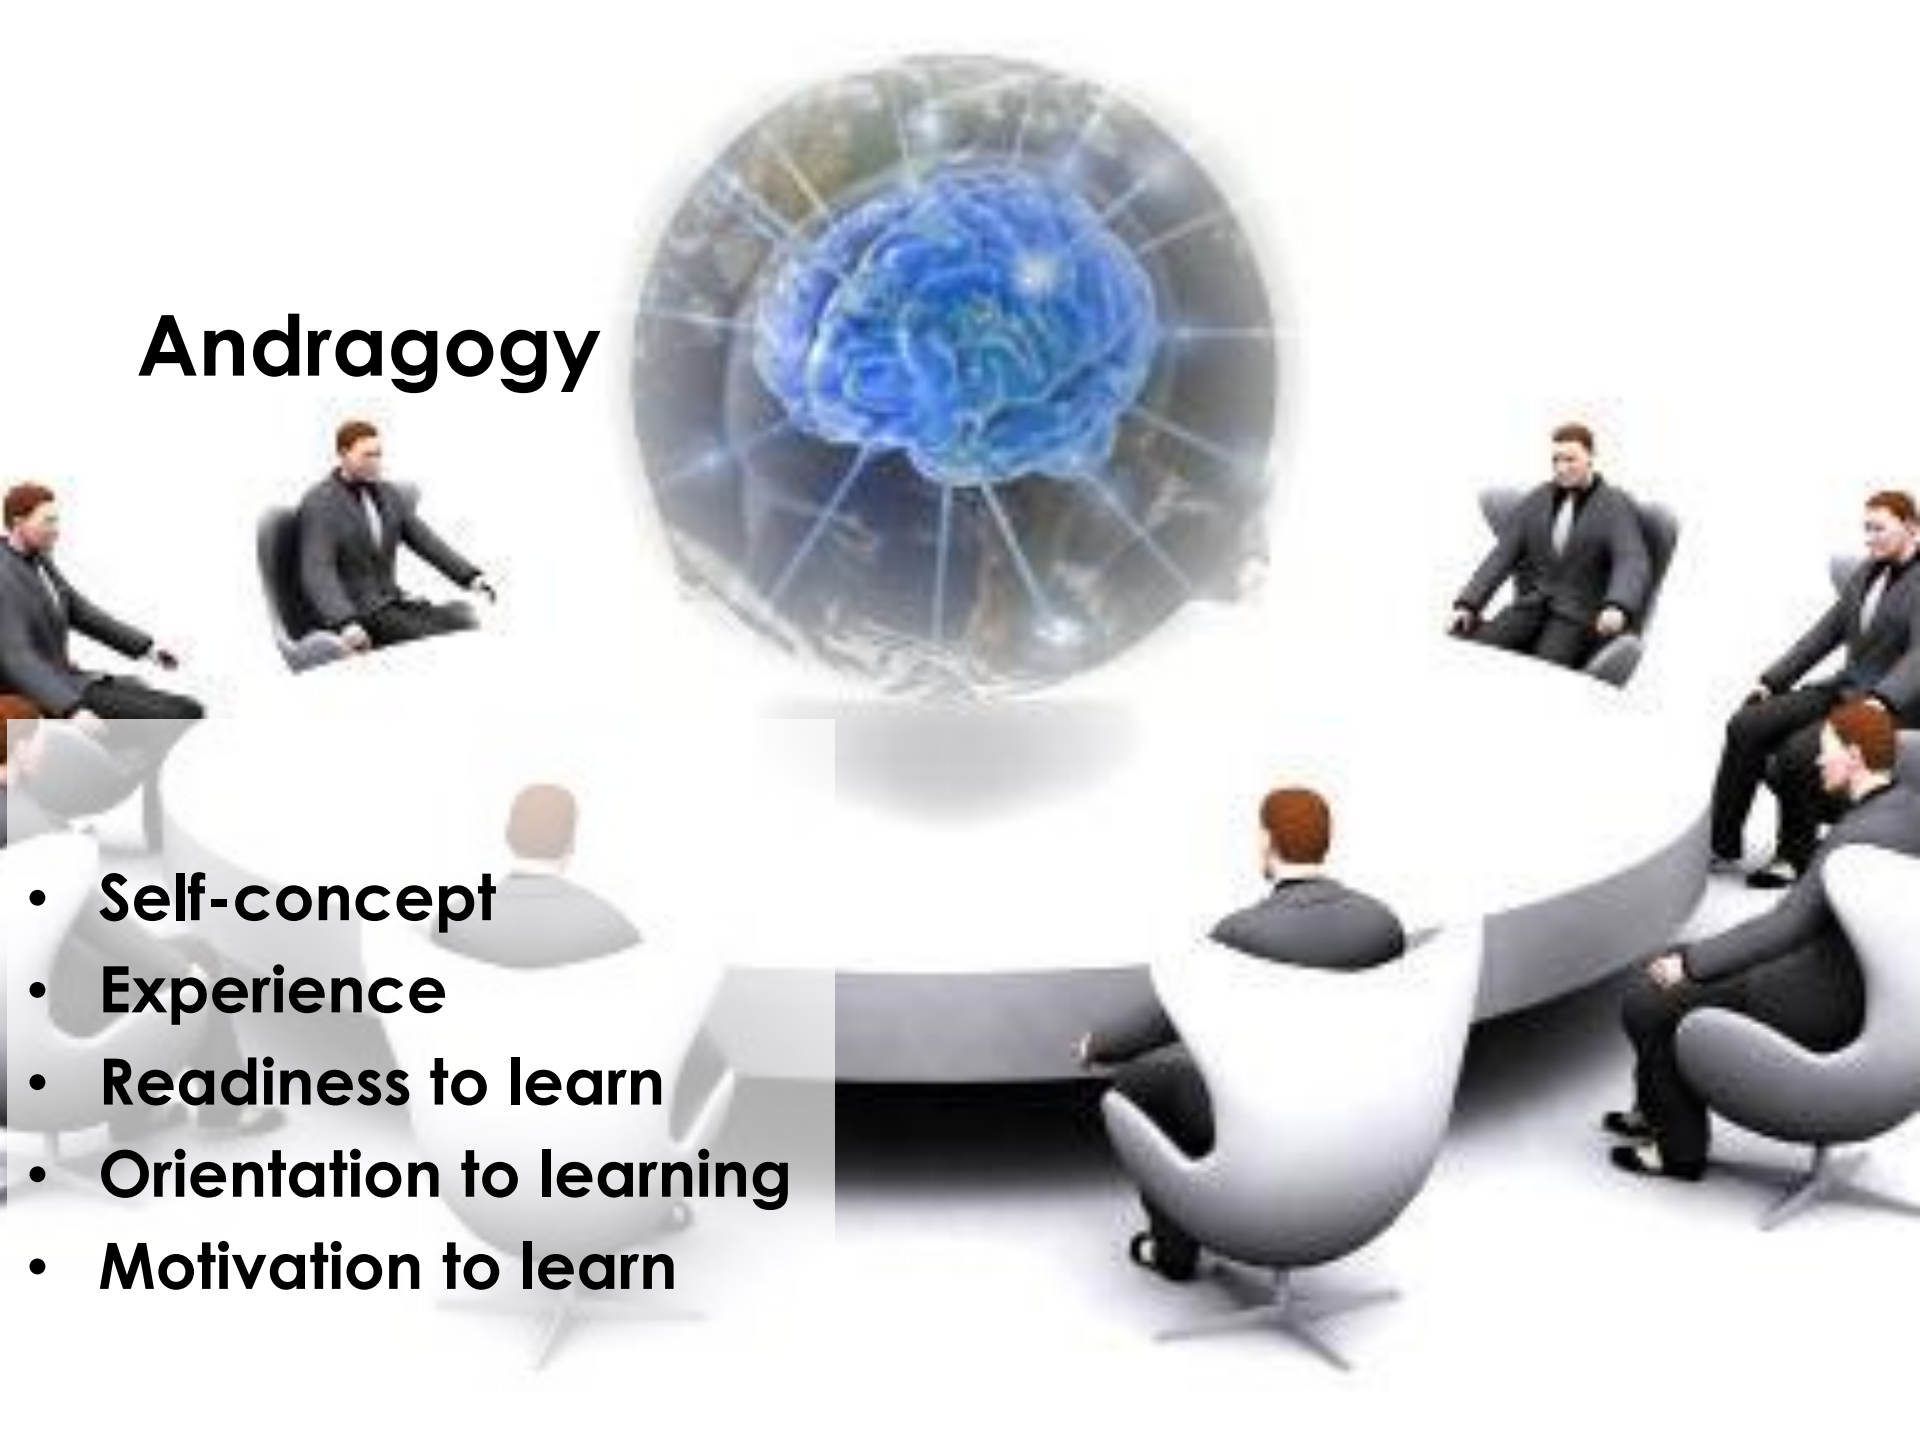 Andragogy
• Self-concept
• Experience
• Readiness to learn
• Orientation to learning
• Motivation to learn